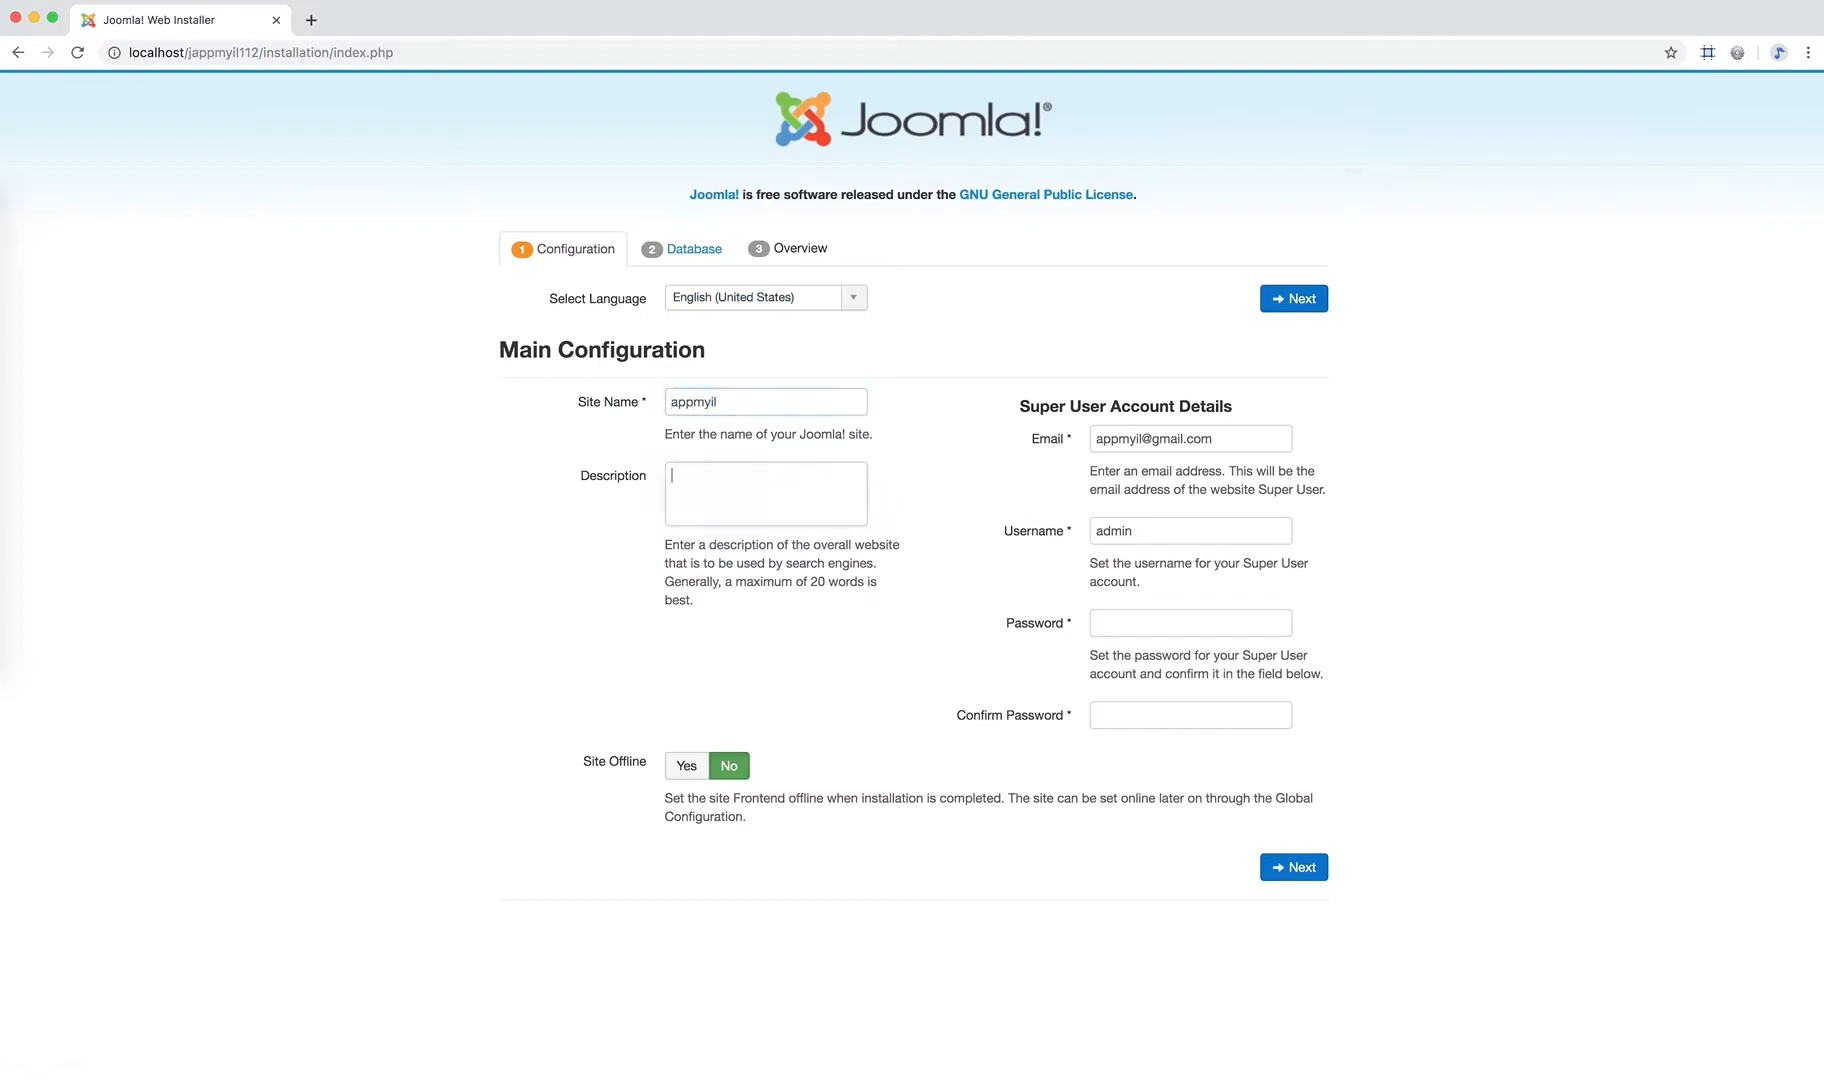 Joomla! Web Installer
localhost/jappmyil112/installation/index.php
Joomla!®
Joomla! is free software released under the GNU General Public License.
1 Configuration
2 Database
3 Overview
Select Language
English (United States)
Next
Main Configuration
Site Name *
appmyil
Enter the name of your Joomla! site.
Description
Enter a description of the overall website
that is to be used by search engines.
Generally, a maximum of 20 words is
best.
Super User Account Details
Email *
appmyil@gmail.com
Enter an email address. This will be the
email address of the website Super User.
Username *
admin
Set the username for your Super User
account.
Password *
Set the password for your Super User
account and confirm it in the field below.
Confirm Password *
Site Offline
Yes
No
Set the site Frontend offline when installation is completed. The site can be set online later on through the Global
Configuration.
Next